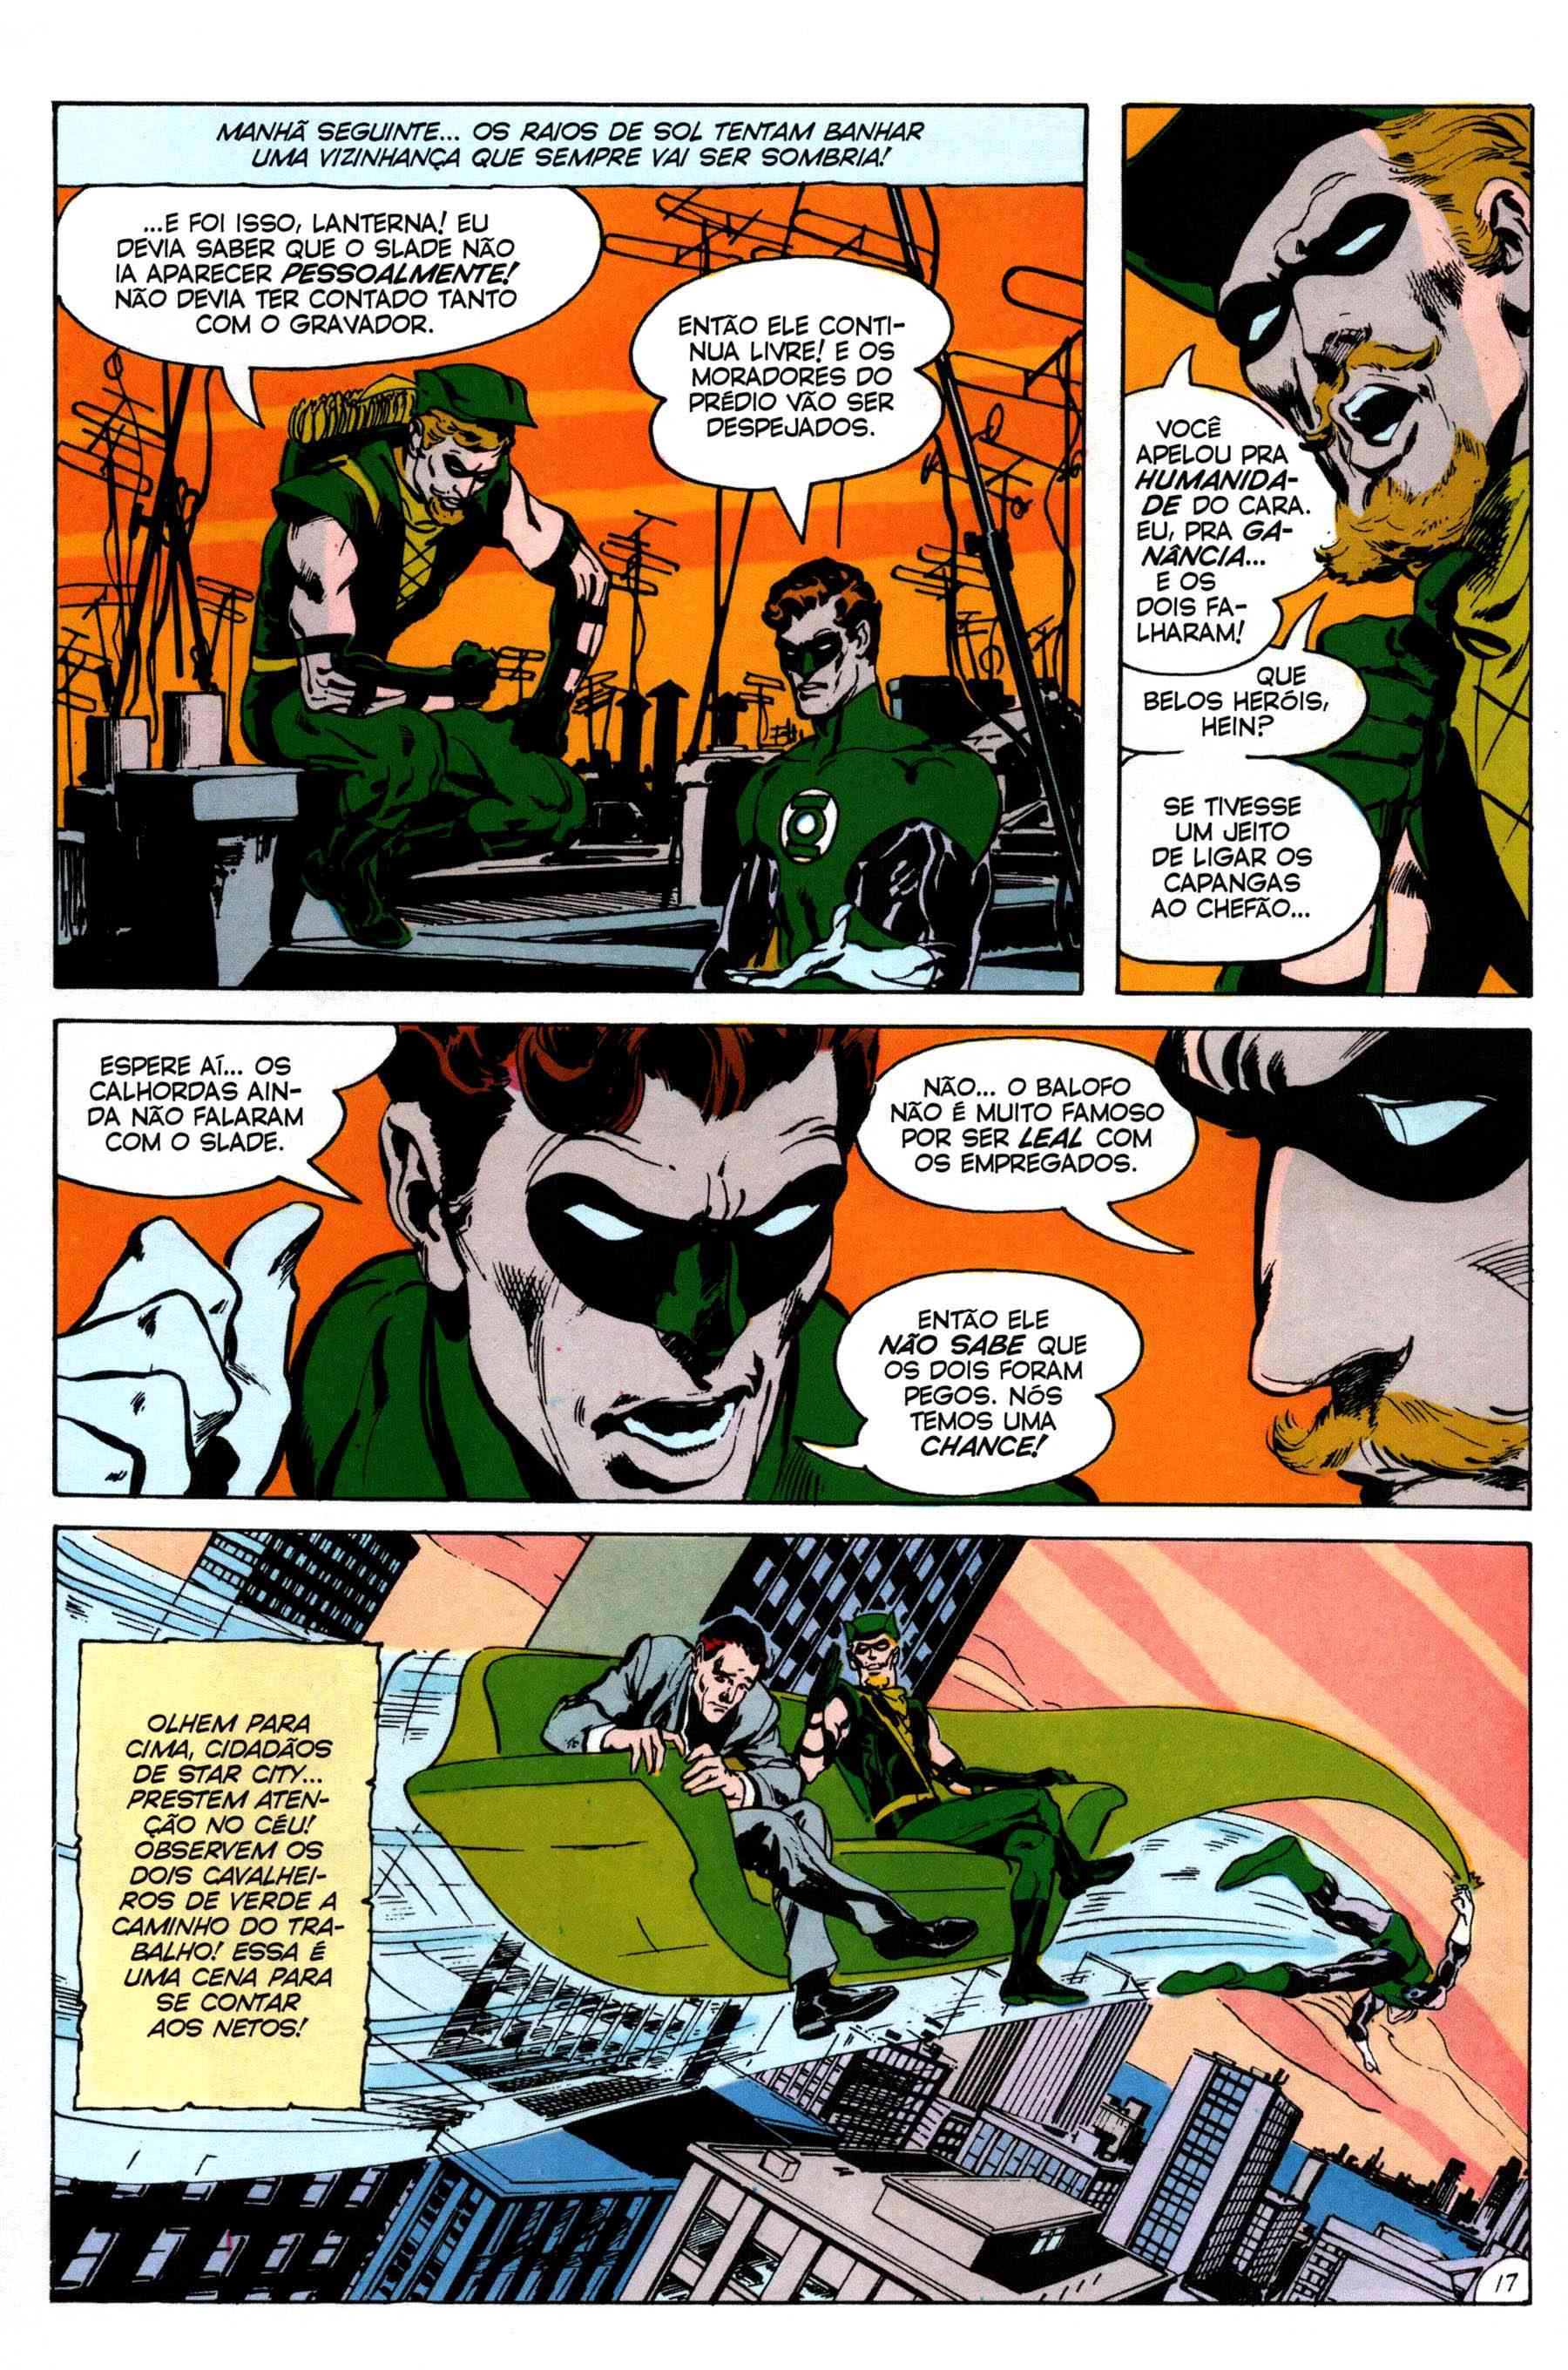 MANHÃ SEGUINTE... OS RAIOS DE SOL TENTAM BANHAR
UMA VIZINHANÇA QUE SEMPRE VAI SER SOMBRIA!
...E FOI ISSO, LANTERNA! EU
DEVIA SABER QUE O SLADE NÃO
IA APARECER PESSOALMENTE!
NÃO DEVIA TER CONTADO TANTO
COM O GRAVADOR.
ENTÃO ELE CONTI-
NUA LIVRE! E OS
MORADORES DO
PRÉDIO VÃO SER
DESPEJADOS.
VOCÊ
APELOU PRA
HUMANIDA-
DE DO CARA.
EU, PRA GA-
NÂNCIA...
E OS
DOIS FA-
LHARAM!
QUE
BELOS HERÓIS,
HEIN?
SE TIVESSE
UM JEITO
DE LIGAR OS
CAPANGAS
AO CHEFÃO...
ESPERE AÍ... OS
CALHORDAS AIN-
DA NÃO FALARAM
COM O SLADE.
NÃO... O BALOFO
NÃO É MUITO FAMOSO
POR SER LEAL COM
OS EMPREGADOS.
ENTÃO ELE
NÃO SABE QUE
OS DOIS FORAM
PEGOS. NÓS
TEMOS UMA
CHANCE!
OLHEM PARA
CIMA, CIDADÃOS
DE STAR CITY...
PRESTEM ATEN-
ÇÃO NO CÉU!
OBSERVEM OS
DOIS CAVALHEI-
ROS DE VERDE A
CAMINHO DO TRA-
BALHO! ESSA É
UMA CENA PARA
SE CONTAR
AOS NETOS!
17